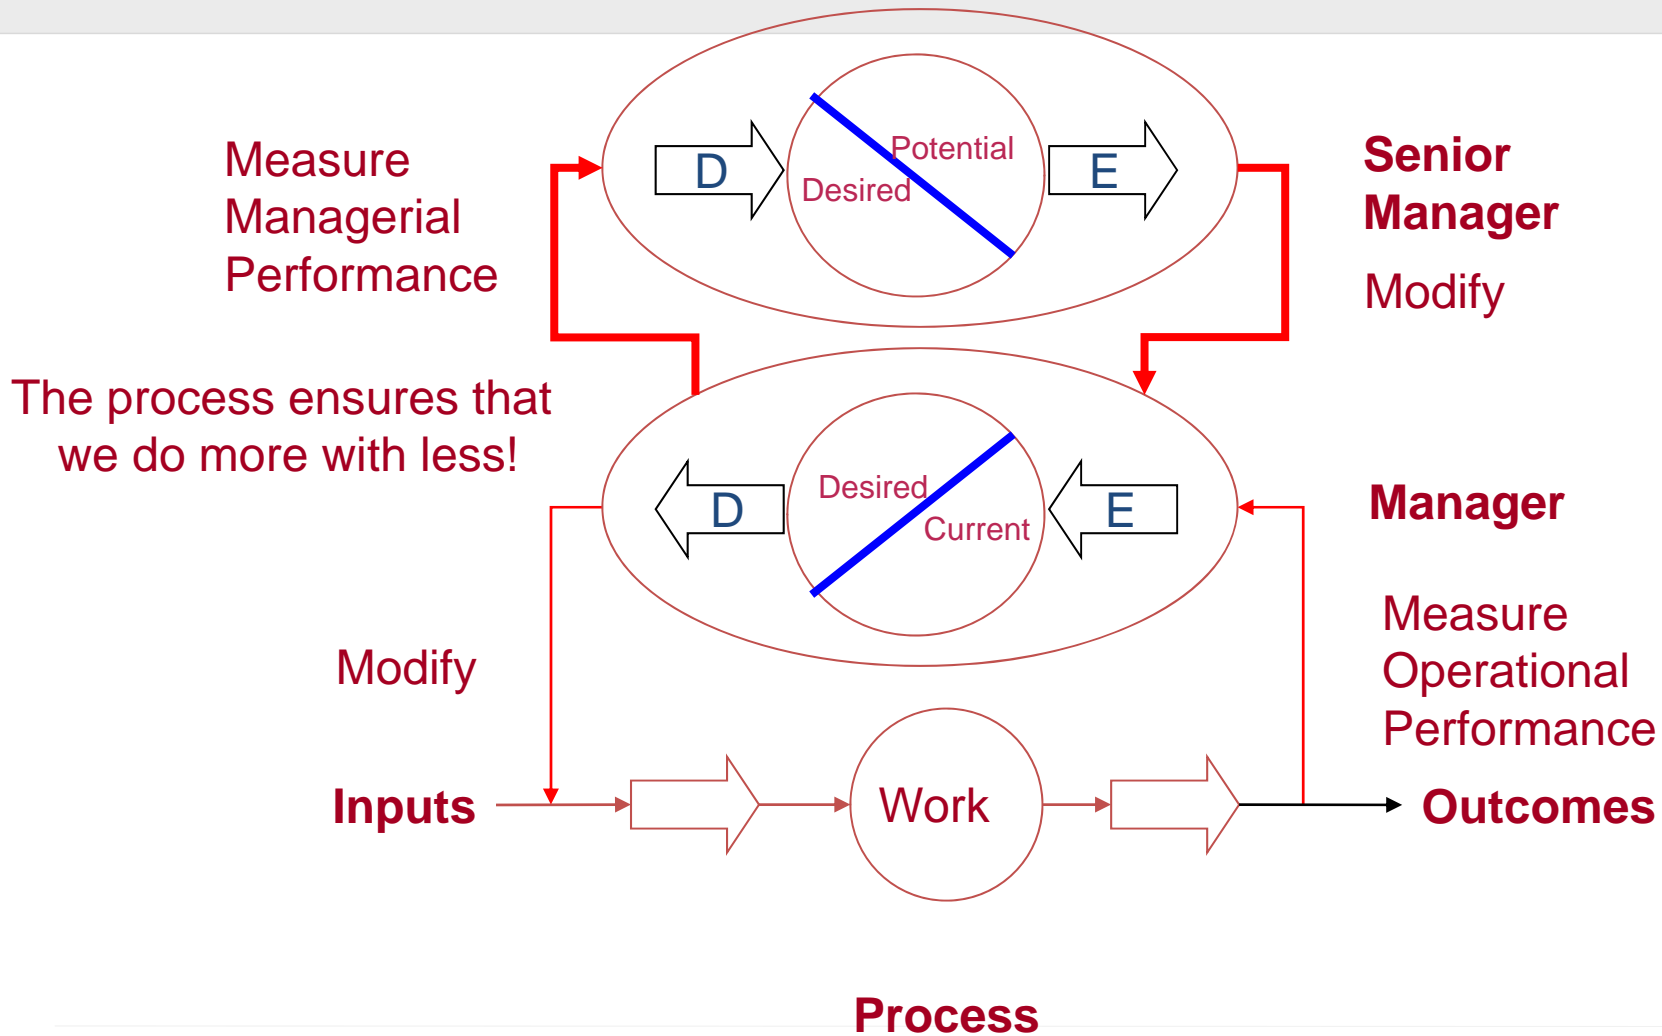 Measure
Managerial
Performance
D
Potential
Desired
E
Senior
Manager
Modify
The process ensures that
we do more with less!
D
Desired
Current
E
Manager
Modify
Measure
Operational
Performance
Inputs
Work
Outcomes
Process